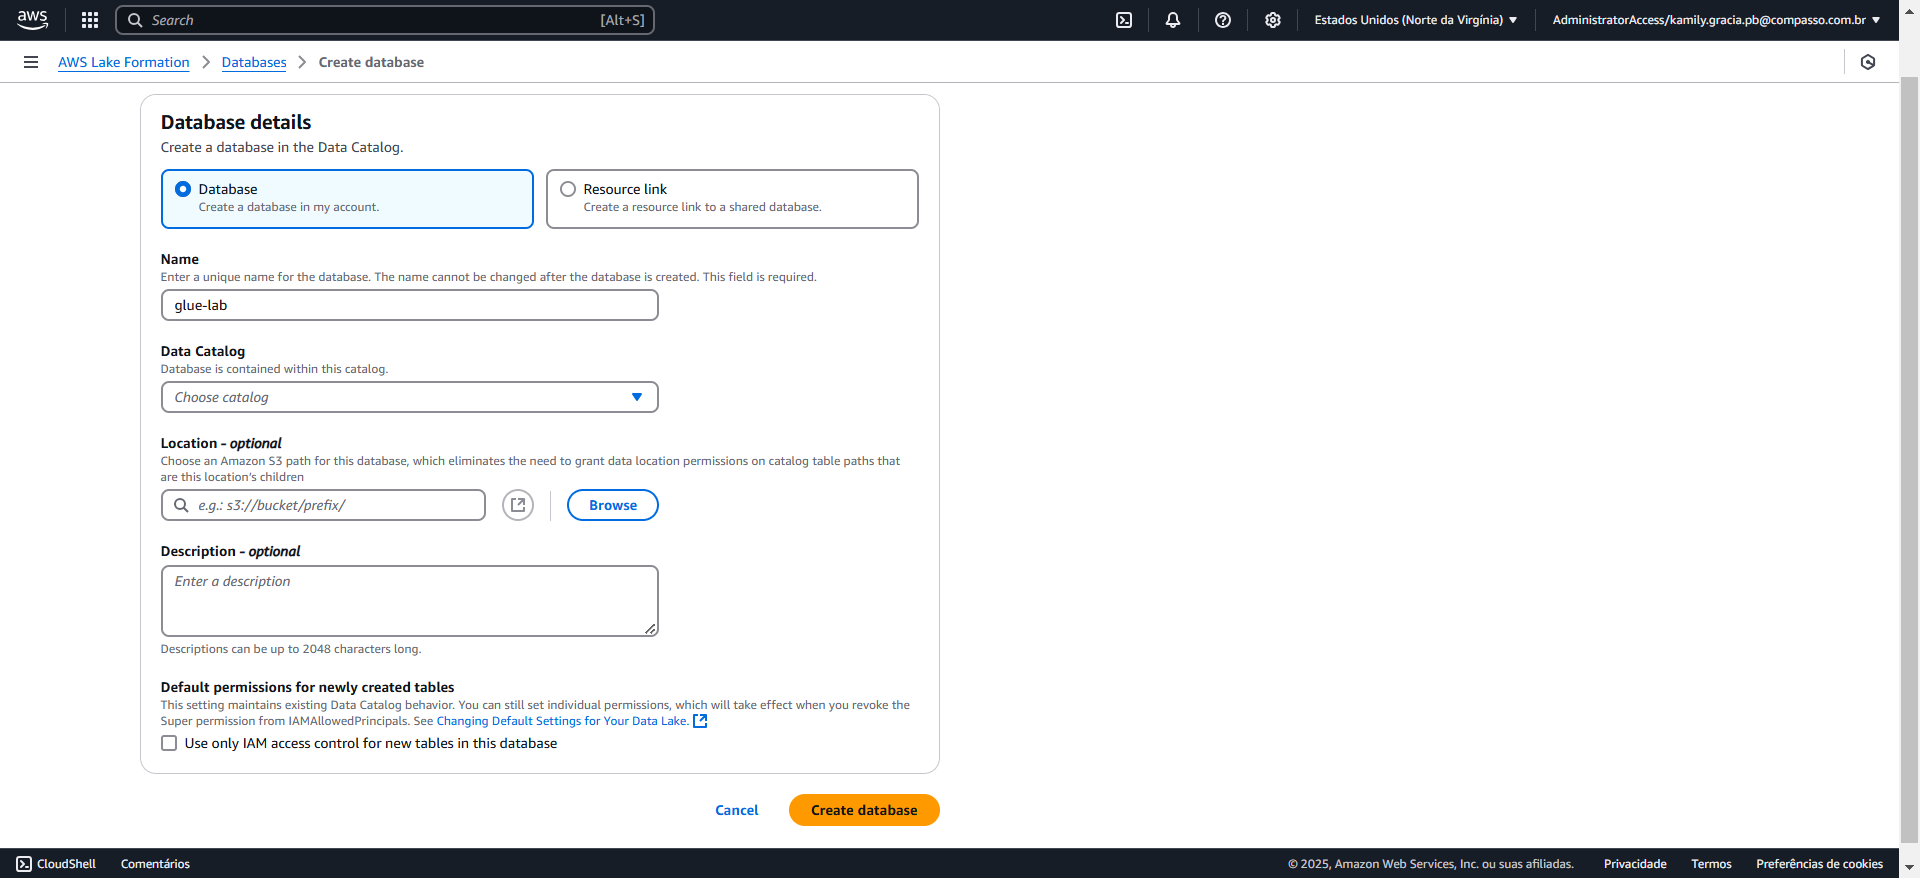 aws
Search [Alt+S]
Estados Unidos (Norte da Virgínia)
AdministratorAccess/kamily.gracia.pb@compasso.com.br
AWS Lake Formation
Databases
Create database
Database details
Create a database in the Data Catalog.
Database
Create a database in my account.
Resource link
Create a resource link to a shared database.
Name
Enter a unique name for the database. The name cannot be changed after the database is created. This field is required.
glue-lab
Data Catalog
Database is contained within this catalog.
Choose catalog
Location - optional
Choose an Amazon S3 path for this database, which eliminates the need to grant data location permissions on catalog table paths that
are this location's children
e.g.: s3://bucket/prefix/
Browse
Description - optional
Enter a description
Descriptions can be up to 2048 characters long.
Default permissions for newly created tables
This setting maintains existing Data Catalog behavior. You can still set individual permissions, which will take effect when you revoke the
Super permission from IAMAllowedPrincipals. See Changing Default Settings for Your Data Lake.
Use only IAM access control for new tables in this database
Cancel
Create database
CloudShell
Comentários
© 2025, Amazon Web Services, Inc. ou suas afiliadas.
Privacidade
Termos
Preferências de cookies